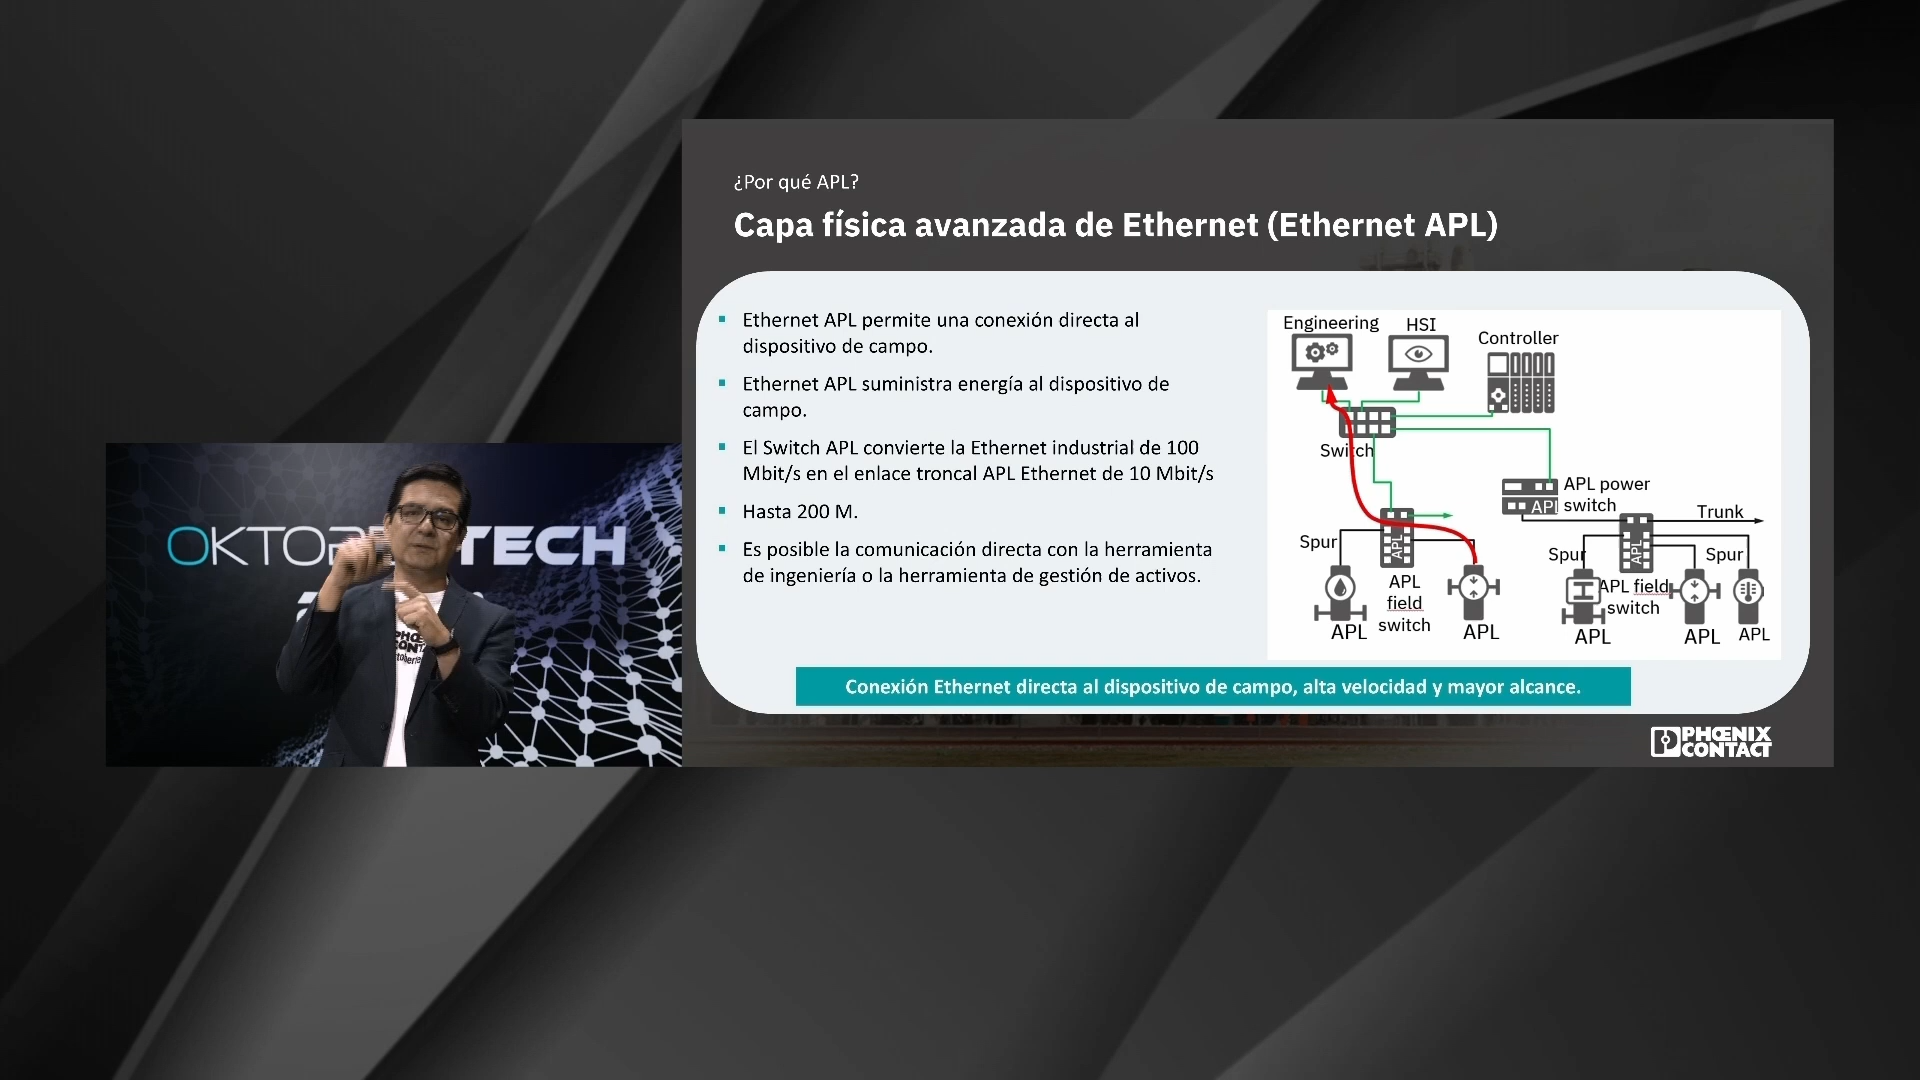 ¿Por qué APL?
Capa física avanzada de Ethernet (Ethernet APL)
Ethernet APL permite una conexión directa al
dispositivo de campo.
Ethernet APL suministra energía al dispositivo de
campo.
El Switch APL convierte la Ethernet industrial de 100
Mbit/s en el enlace troncal APL Ethernet de 10 Mbit/s
Hasta 200 M.
Es posible la comunicación directa con la herramienta
de ingeniería o la herramienta de gestión de activos.
Engineering
HSI
Controller
Switch
APL power
switch
APL
Trunk
Spur
APL
APL
field
switch
APL
APL
Spur
APL
Spur
APL field
switch
APL
APL
APL
Conexión Ethernet directa al dispositivo de campo, alta velocidad y mayor alcance.
PHŒNIX
CONTACT
TECH